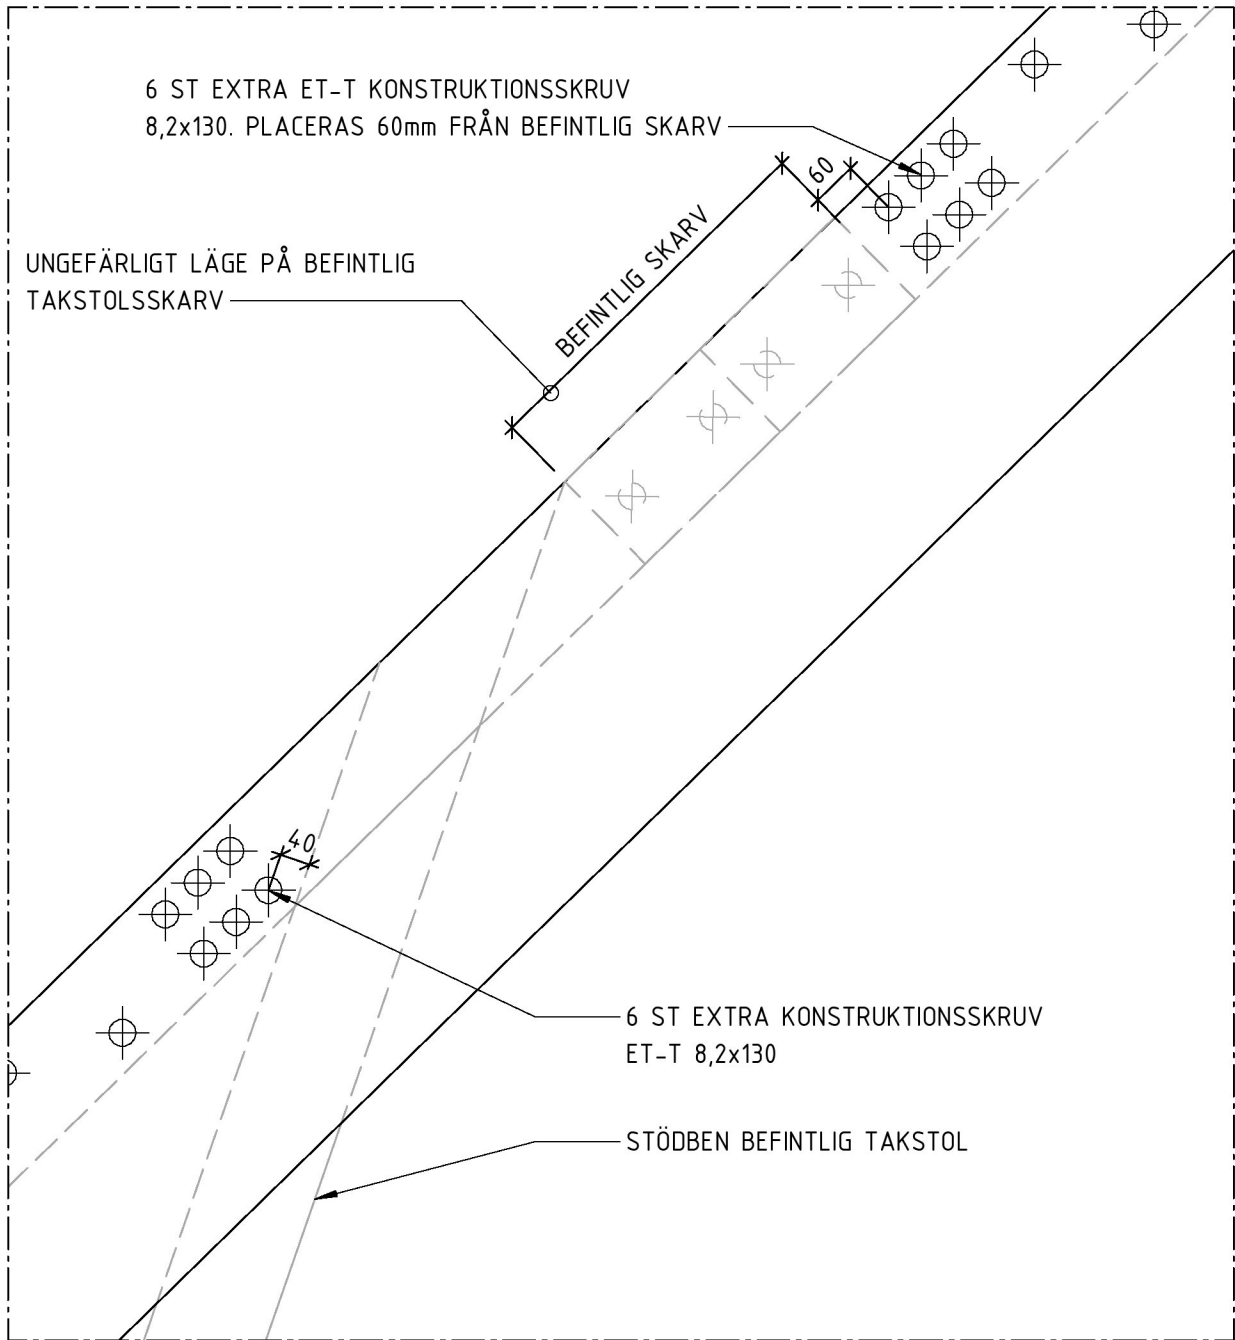 6 ST EXTRA ET-T KONSTRUKTIONSSKRUV
8,2x130. PLACERAS 60mm FRÅN BEFINTLIG SKARV
60
BEFINTLIG SKARV
UNGEFÄRLIGT LÄGE PÅ BEFINTLIG
TAKSTOLSSKARV
40
6 ST EXTRA KONSTRUKTIONSSKRUV
ET-T 8,2x130
STÖDBEN BEFINTLIG TAKSTOL